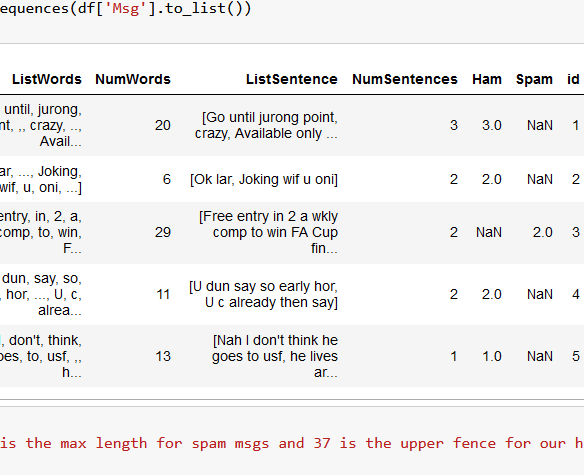 equences(df['Msg'].to_list())
ListWords NumWords ListSentence NumSentences Ham Spam id
until, jurong, [Go until jurong point,
nt, ,, crazy, .., 20 crazy, Available only ... 3 3.0 NaN 1
Avail...
ar, ..., Joking, 6 [Ok lar, Joking wif u oni] 2 2.0 NaN 2
wif, u, oni, ...]
entry, in, 2, a, [Free entry in 2 a wkly
comp, to, win, 29 comp to win FA Cup 2 NaN 2.0 3
F... fin...
dun, say, so, [U dun say so early hor,
, hor, ..., U, c, 11 U c already then say] 2 2.0 NaN 4
alrea...
, don't, think, [Nah I don't think he
oes, to, usf, ,, 13 goes to usf, he lives 1 1.0 NaN 5
h... ar...
is the max length for spam msgs and 37 is the upper fence for our h